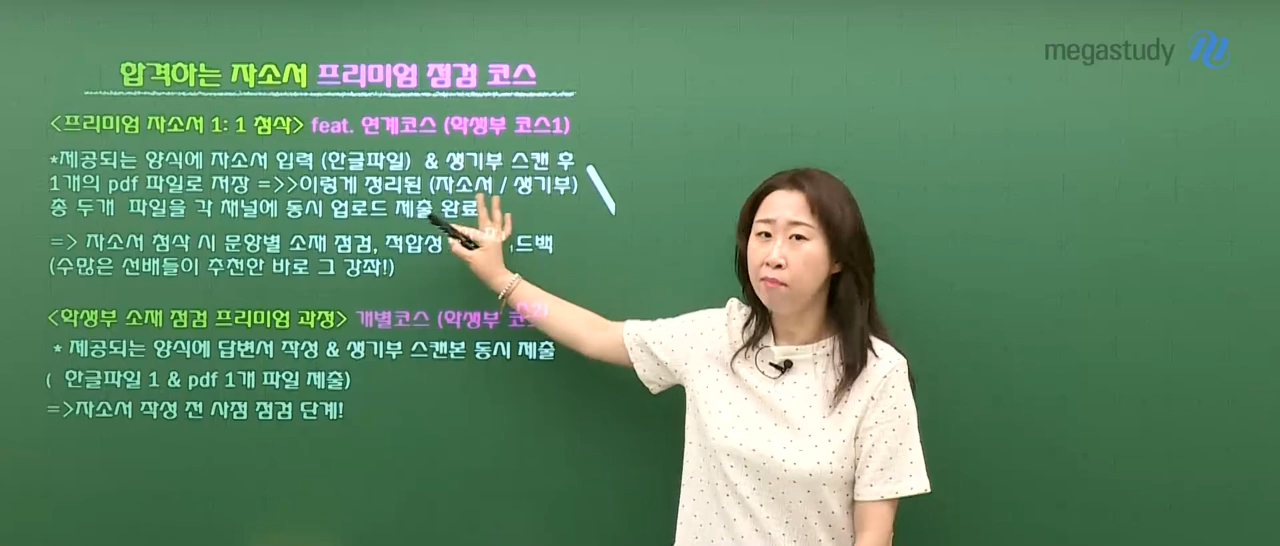 megastudy
합격하는 자소서 프리미엄 점검 코스
<프리미엄 자소서 1: 1 첨삭> feat. 연계코스 (학생부 코스1)
*제공되는 양식에 자소서 입력 (한글파일) & 생기부 스캔 후
1개의 pdf 파일로 저장 =>>이렇게 정리된 (자소서 / 생기부)
총 두개 파일을 각 채널에 동시 업로드 제출 완료
=> 자소서 첨삭 시 문항별 소재 점검, 적합성 드백
(수많은 선배들이 추천한 바로 그 강좌!)
<학생부 소재 점검 프리미엄 과정> 개별코스 (학생부 코스2)
* 제공되는 양식에 답변서 작성 & 생기부 스캔본 동시 제출
( 한글파일 1 & pdf 1개 파일 제출)
=>자소서 작성 전 사전 점검 단계!